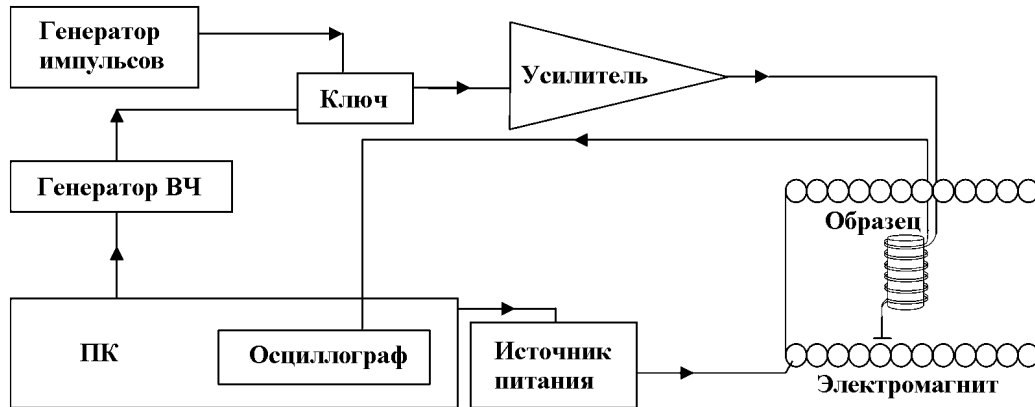 Генератор
импульсов
Ключ
Усилитель
Генератор ВЧ
Образец
ПК
Осциллограф
Источник
питания
Электромагнит